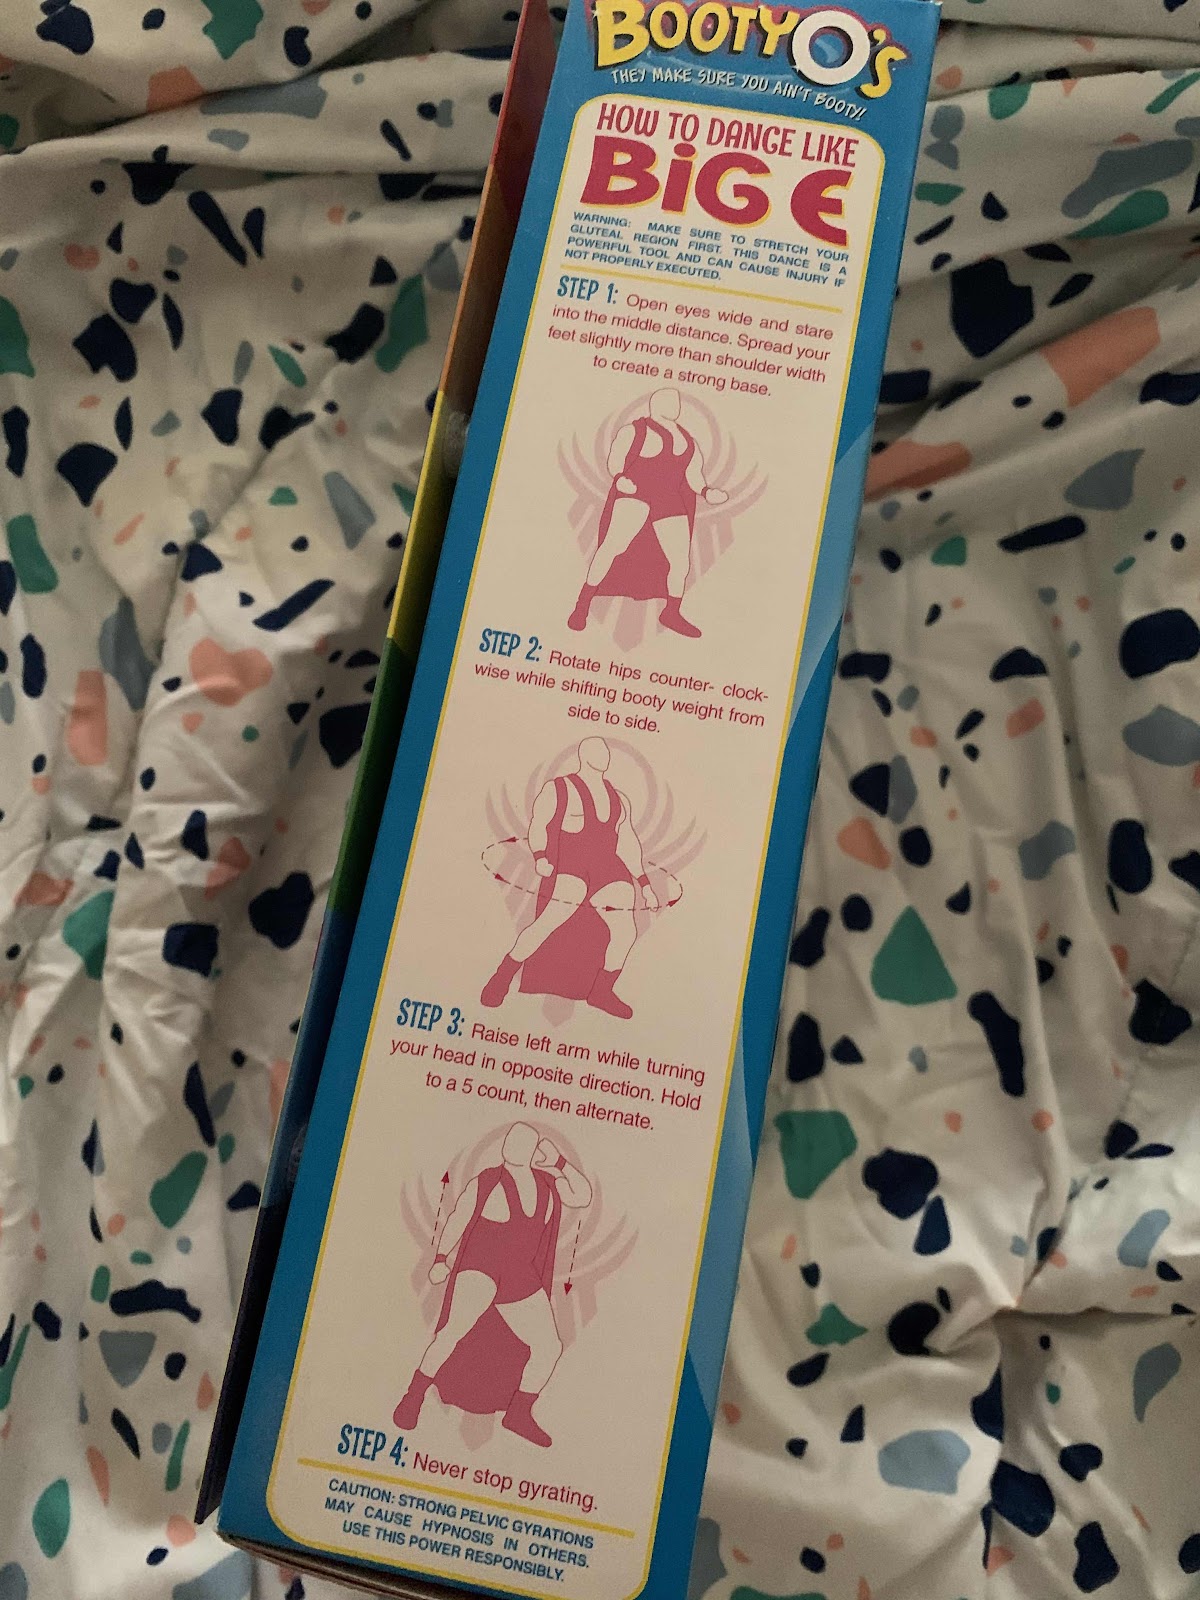 BOOTYO'S
THEY MAKE SURE YOU AIN'T BOOTY!
HOW TO DANCE LIKE
BiG E
WARNING: MAKE SURE TO STRETCH YOUR
GLUTEAL REGION FIRST. THIS DANCE IS A
POWERFUL TOOL AND CAN CAUSE INJURY IF
NOT PROPERLY EXECUTED.
STEP 1: Open eyes wide and stare
into the middle distance. Spread your
feet slightly more than shoulder width
to create a strong base.
STEP 2: Rotate hips counter- clock-
wise while shifting booty weight from
side to side.
STEP 3: Raise left arm while turning
your head in opposite direction. Hold
to a 5 count, then alternate.
STEP 4: Never stop gyrating.
CAUTION: STRONG PELVIC GYRATIONS
MAY CAUSE HYPNOSIS IN OTHERS.
USE THIS POWER RESPONSIBLY.